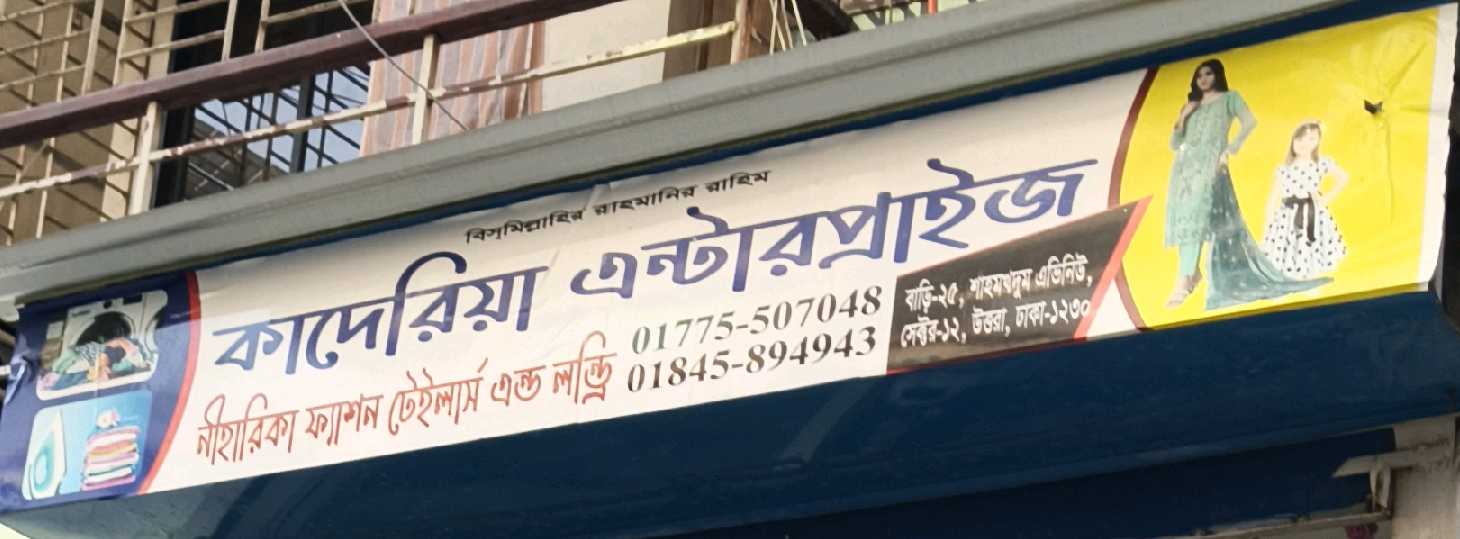 বিস্‌মিল্লাহির রাহমানির রাহিম
কাদেরিয়া এন্টারপ্রাইজ
নীহারিকা ফ্যাশন টেইলার্স এন্ড লন্ড্রি
01775-507048
01845-894943
বাড়ি-২৫, শাহমখদুম এভিনিউ,
সেক্টর-১২, উত্তরা, ঢাকা-১২৩০